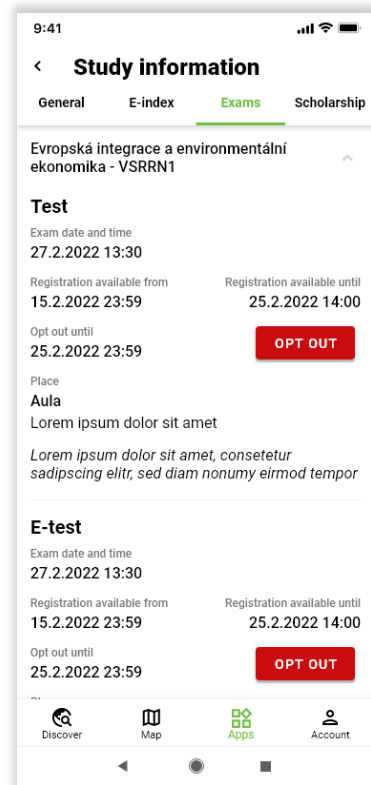 9:41
Study information
General E-index Exams Scholarship
Evropská integrace a environmentální
ekonomika - VSRRN1
Test
Exam date and time
27.2.2022 13:30
Registration available from Registration available until
15.2.2022 23:59 25.2.2022 14:00
Opt out until
25.2.2022 23:59 OPT OUT
Place
Aula
Lorem ipsum dolor sit amet
Lorem ipsum dolor sit amet, consetetur
sadipscing elitr, sed diam nonumy eirmod tempor
E-test
Exam date and time
27.2.2022 13:30
Registration available from Registration available until
15.2.2022 23:59 25.2.2022 14:00
Opt out until
25.2.2022 23:59 OPT OUT
Discover Map Apps Account